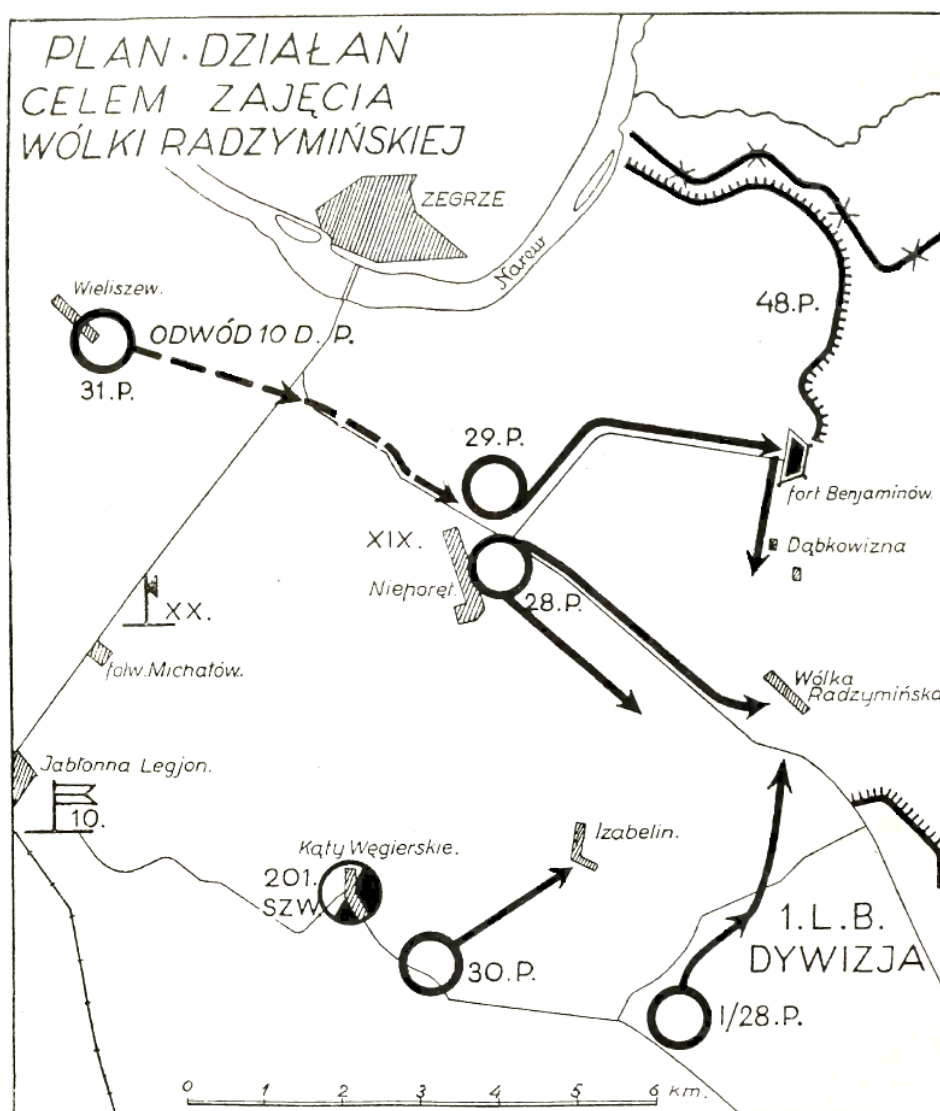 PLAN·DZIAŁAŃ
CELEM ZAJĘCIA
WÓLKI RADZYMIŃSKIEJ
ZEGRZE.
Narew
Wieliszew.
ODWÓD 10 D. P.
31.P.
48.P.
29.P.
fort Benjaminów.
XIX.
Dąbkowizna
Nieporęt.
28.P.
XX.
folw. Michałów.
Wólka
Radzymińska
Jabłonna Legjon.
10.
Izabelin.
Kąty Węgierskie.
201.
SZW.
1.L.B.
DYWIZJA
30.P.
I/28.P.
0 1 2 3 4 5 6 km.